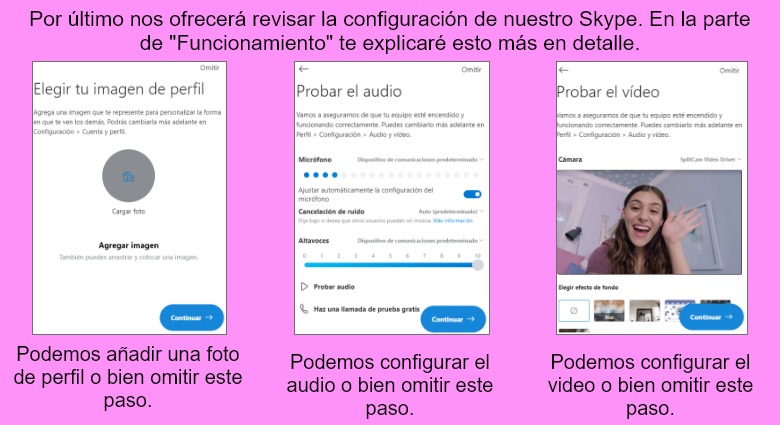 Por último nos ofrecerá revisar la configuración de nuestro Skype. En la parte
de "Funcionamiento" te explicaré esto más en detalle.
Omitir
Elegir tu imagen de perfil
Agrega una imagen que te represente para personalizar la forma
en que te ven los demás. Podrás cambiarla más adelante en
Configuración > Cuenta y perfil.
Cargar foto
Agregar imagen
También puedes arrastrar y colocar una imagen.
Continuar
Podemos añadir una foto
de perfil o bien omitir este
paso.
Omitir
Probar el audio
Vamos a asegurarnos de que tu equipo esté encendido y
funcionando correctamente. Puedes cambiarlo más adelante en
Perfil > Configuración > Audio y vídeo.
Micrófono Dispositivo de comunicaciones predeterminado
Ajustar automáticamente la configuración del
micrófono
Cancelación de ruido Auto (predeterminado)
Elija bajo o desea que otros usuarios puedan oír música. Más información
Altavoces Dispositivo de comunicaciones predeterminado
0 1 2 3 4 5 6 7 8 9 10
Probar audio
Haz una llamada de prueba gratis
Continuar
Podemos configurar el
audio o bien omitir este
paso.
Omitir
Probar el vídeo
Vamos a asegurarnos de que tu equipo esté encendido y
funcionando correctamente. Puedes cambiarlo más adelante en
Perfil > Configuración > Audio y vídeo.
Cámara SplitCam Video Driver
Elegir efecto de fondo
Continuar
Podemos configurar el
video o bien omitir este
paso.